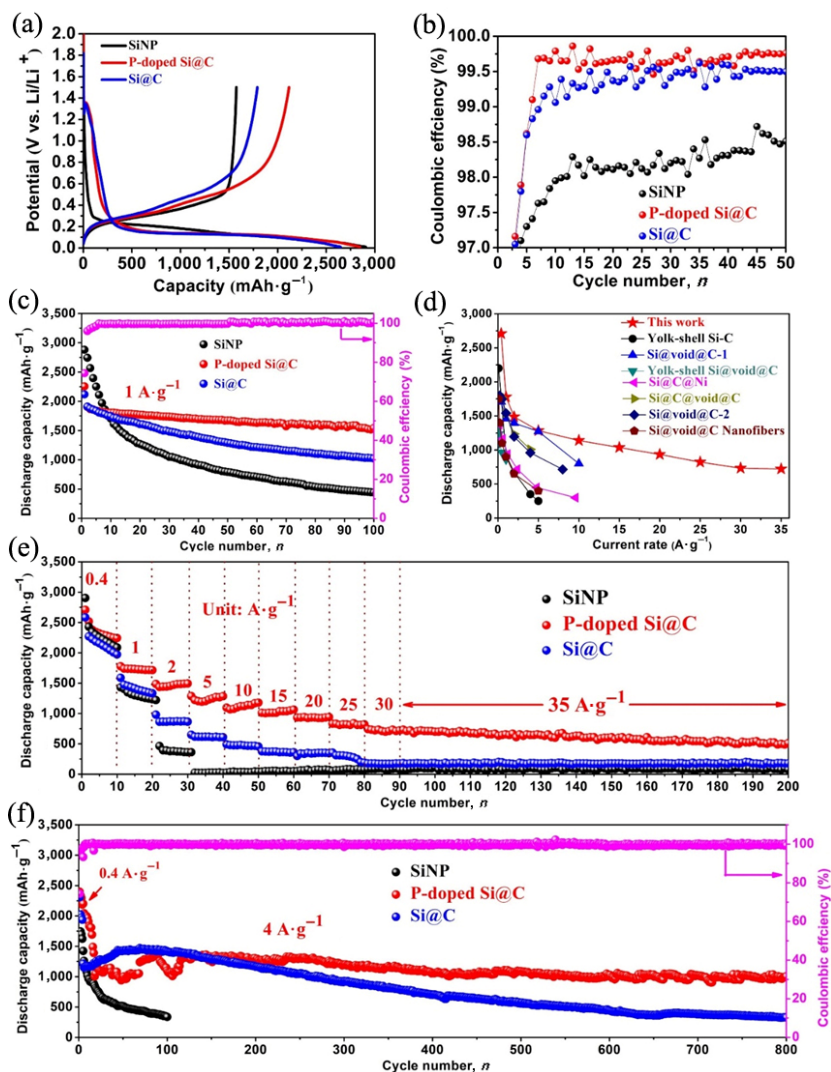 (a)
SiNP
P-doped Si@C
Si@C
Potential (V vs. Li/Li⁺)
2.0
1.8
1.6
1.4
1.2
1.0
0.8
0.6
0.4
0.2
0.0
0 500 1,000 1,500 2,000 2,500 3,000
Capacity (mAh·g⁻¹)
(b)
Coulombic effciency (%)
100.0
99.5
99.0
98.5
98.0
97.5
97.0
SiNP
P-doped Si@C
Si@C
0 5 10 15 20 25 30 35 40 45 50
Cycle number, n
(c)
Discharge capacity (mAh·g⁻¹)
3,500
3,000
2,500
2,000
1,500
1,000
500
0
SiNP
P-doped Si@C
Si@C
1 A·g⁻¹
100
80
60
40
20
0
Coulombic effciency (%)
0 10 20 30 40 50 60 70 80 90 100
Cycle number, n
(d)
Discharge capacity (mAh·g⁻¹)
3,000
2,500
2,000
1,500
1,000
500
0
This work
Yolk-shell Si-C
Si@void@C-1
Yolk-shell Si@void@C
Si@C@Ni
Si@C@void@C
Si@void@C-2
Si@void@C Nanofibers
0 5 10 15 20 25 30 35
Current rate (A·g⁻¹)
(e)
Discharge capacity (mAh·g⁻¹)
3,500
3,000
2,500
2,000
1,500
1,000
500
0
0.4
Unit: A·g⁻¹
SiNP
P-doped Si@C
Si@C
1
2
5
10
15
20
25
30
35 A·g⁻¹
0 10 20 30 40 50 60 70 80 90 100 110 120 130 140 150 160 170 180 190 200
Cycle number, n
(f)
Discharge capacity (mAh·g⁻¹)
3,500
3,000
2,500
2,000
1,500
1,000
500
0
0.4 A·g⁻¹
SiNP
P-doped Si@C
Si@C
4 A·g⁻¹
100
80
60
40
20
0
Coulombic effciency (%)
0 100 200 300 400 500 600 700 800
Cycle number, n